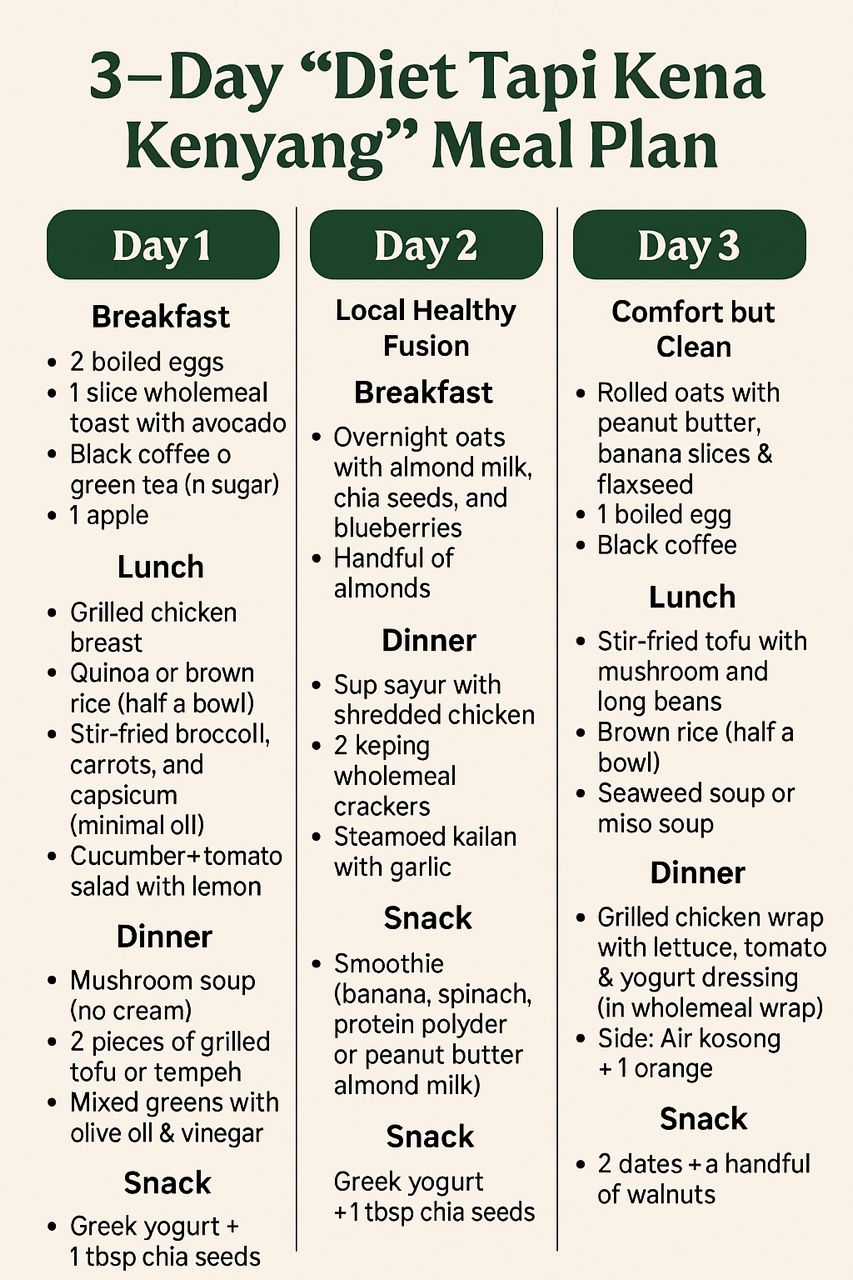 3–Day “Diet Tapi Kena
Kenyang” Meal Plan
Day 1
Breakfast
• 2 boiled eggs
• 1 slice wholemeal
toast with avocado
• Black coffee o
green tea (n sugar)
• 1 apple
Lunch
• Grilled chicken
breast
• Quinoa or brown
rice (half a bowl)
• Stir-fried broccoll,
carrots, and
capsicum
(minimal oll)
• Cucumber+tomato
salad with lemon
Dinner
• Mushroom soup
(no cream)
• 2 pieces of grilled
tofu or tempeh
• Mixed greens with
olive oll & vinegar
Snack
• Greek yogurt +
1 tbsp chia seeds
Day 2
Local Healthy
Fusion
Breakfast
• Overnight oats
with almond milk,
chia seeds, and
blueberries
• Handful of
almonds
Dinner
• Sup sayur with
shredded chicken
• 2 keping
wholemeal
crackers
• Steamoed kailan
with garlic
Snack
• Smoothie
(banana, spinach,
protein polyder
or peanut butter
almond milk)
Snack
Greek yogurt
+1 tbsp chia seeds
Day 3
Comfort but
Clean
• Rolled oats with
peanut butter,
banana slices &
flaxseed
• 1 boiled egg
• Black coffee
Lunch
• Stir-fried tofu with
mushroom and
long beans
• Brown rice (half a
bowl)
• Seaweed soup or
miso soup
Dinner
• Grilled chicken wrap
with lettuce, tomato
& yogurt dressing
(in wholemeal wrap)
• Side: Air kosong
+ 1 orange
Snack
• 2 dates + a handful
of walnuts